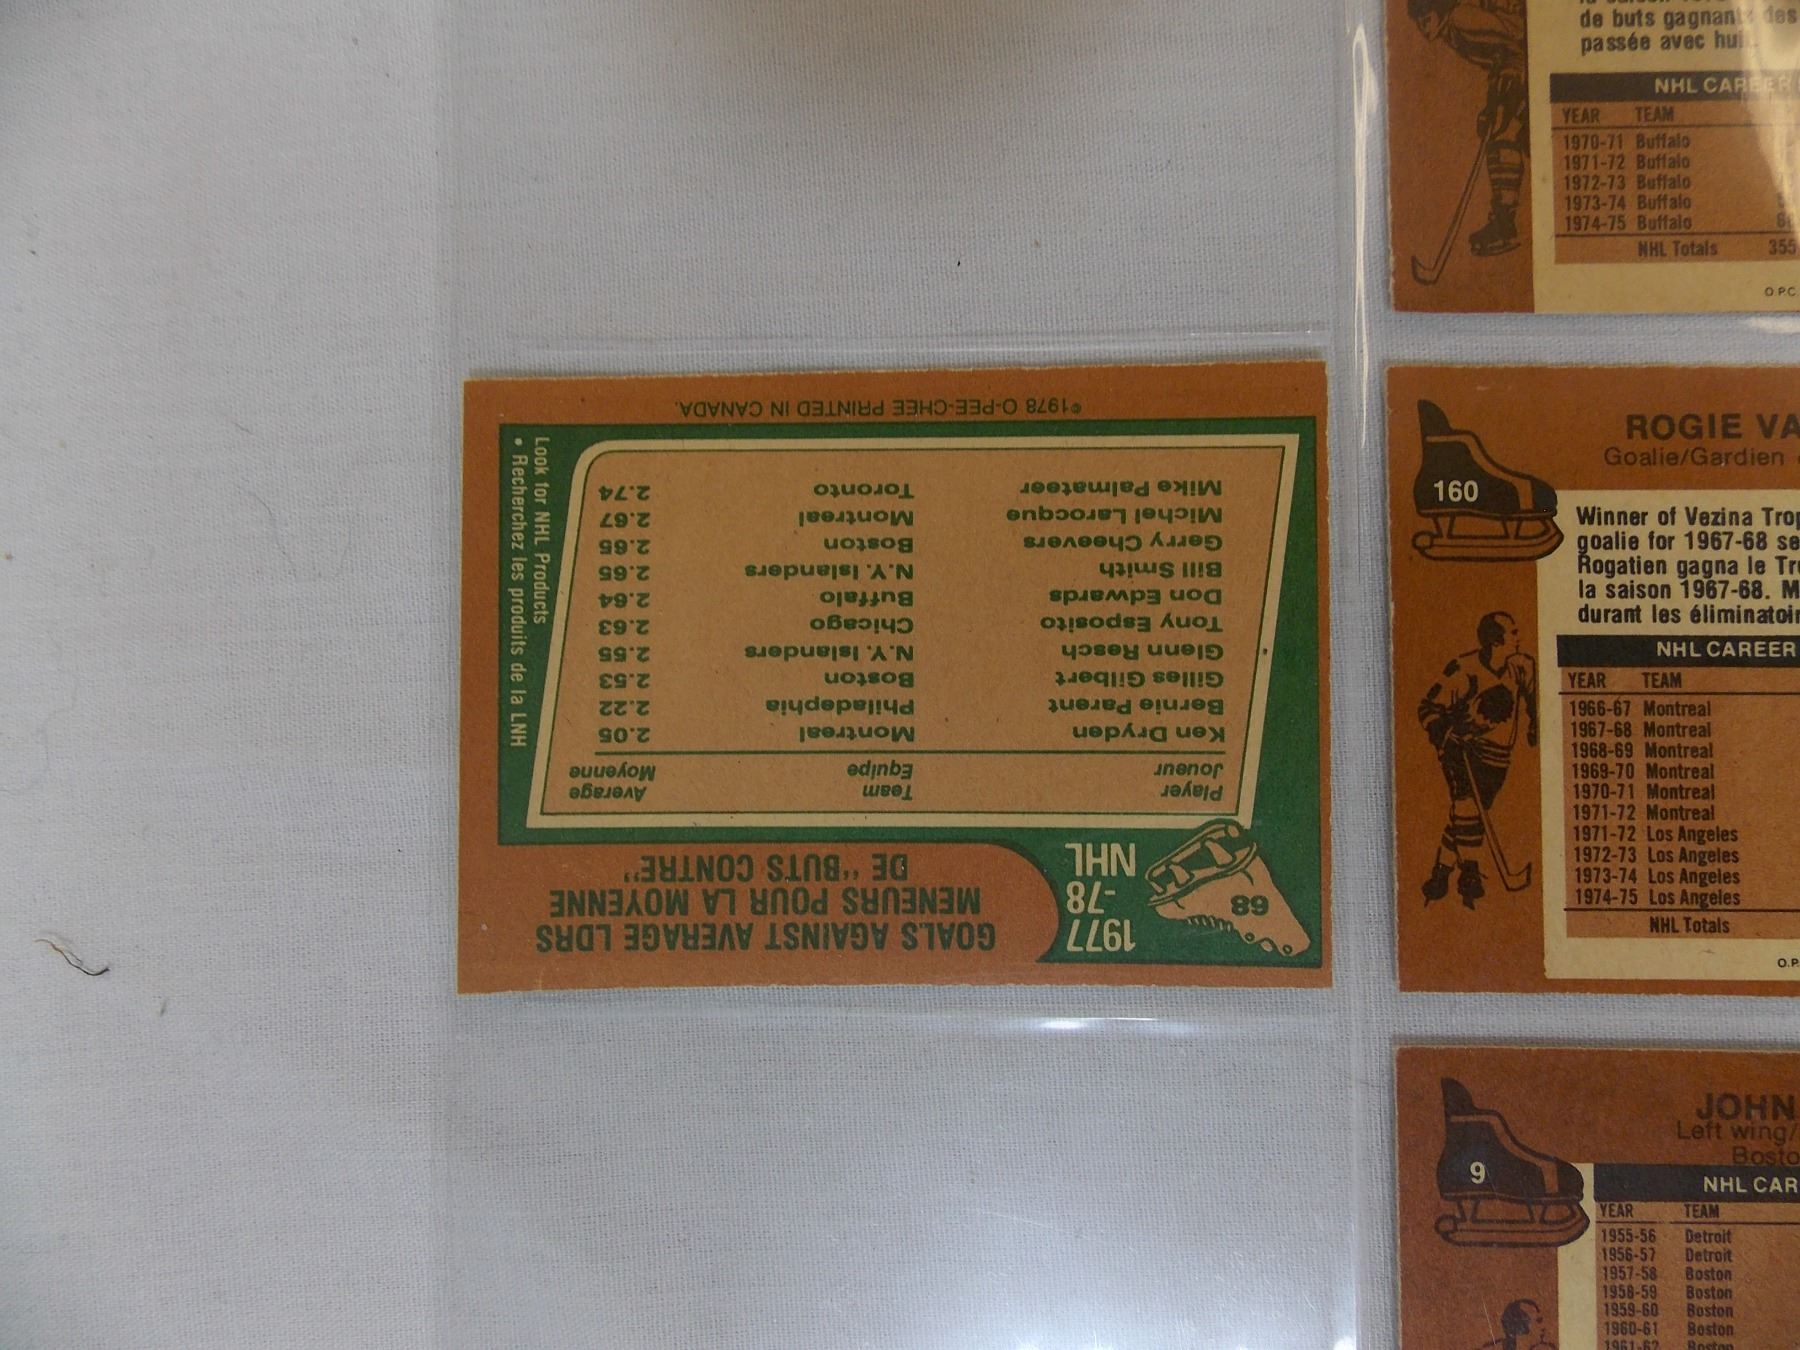 68
1977
-78
NHL
GOALS AGAINST AVERAGE LDRS
MENEURS POUR LA MOYENNE
DE "BUTS CONTRE"
Player Team Average
Joueur Equipe Moyenne
Ken Dryden Montreal 2.05
Bernie Parent Philadephia 2.22
Gilles Gilbert Boston 2.53
Glenn Resch N.Y. Islanders 2.55
Tony Esposito Chicago 2.63
Don Edwards Buffalo 2.64
Bill Smith N.Y. Islanders 2.65
Gerry Cheevers Boston 2.65
Michel Larocque Montreal 2.67
Mike Palmateer Toronto 2.74
Look for NHL Products
• Recherchez les produits de la LNH
©1978 O-PEE-CHEE PRINTED IN CANADA.
de buts gagnants des
passée avec huit.
NHL CAREER
YEAR TEAM
1970-71 Buffalo
1971-72 Buffalo
1972-73 Buffalo
1973-74 Buffalo
1974-75 Buffalo
NHL Totals 355
O.P.C.
160
ROGIE VA
Goalie/Gardien
Winner of Vezina Trop
goalie for 1967-68 se
Rogatien gagna le Tr
la saison 1967-68. M
durant les éliminatoir
NHL CAREER
YEAR TEAM
1966-67 Montreal
1967-68 Montreal
1968-69 Montreal
1969-70 Montreal
1970-71 Montreal
1971-72 Montreal
1971-72 Los Angeles
1972-73 Los Angeles
1973-74 Los Angeles
1974-75 Los Angeles
NHL Totals
O.P.
9
JOHN
Left wing/
Bosto
NHL CAR
YEAR TEAM
1955-56 Detroit
1956-57 Detroit
1957-58 Boston
1958-59 Boston
1959-60 Boston
1960-61 Boston
1961-62 Boston